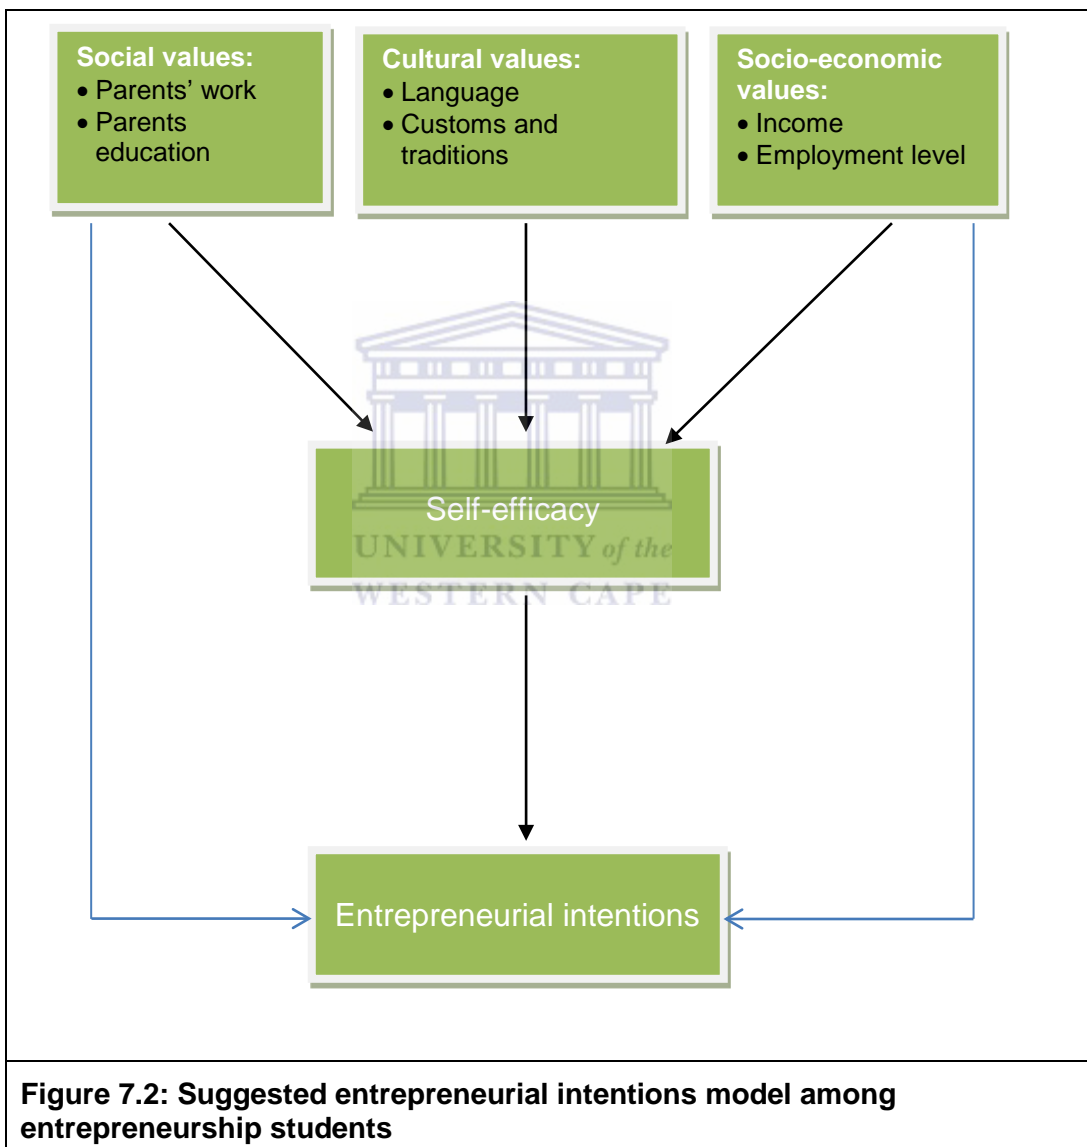 Social values:
• Parents’ work
• Parents
education
Cultural values:
• Language
• Customs and
traditions
Socio-economic
values:
• Income
• Employment level
Self-efficacy
UNIVERSITY of the
WESTERN CAPE
Entrepreneurial intentions
Figure 7.2: Suggested entrepreneurial intentions model among
entrepreneurship students